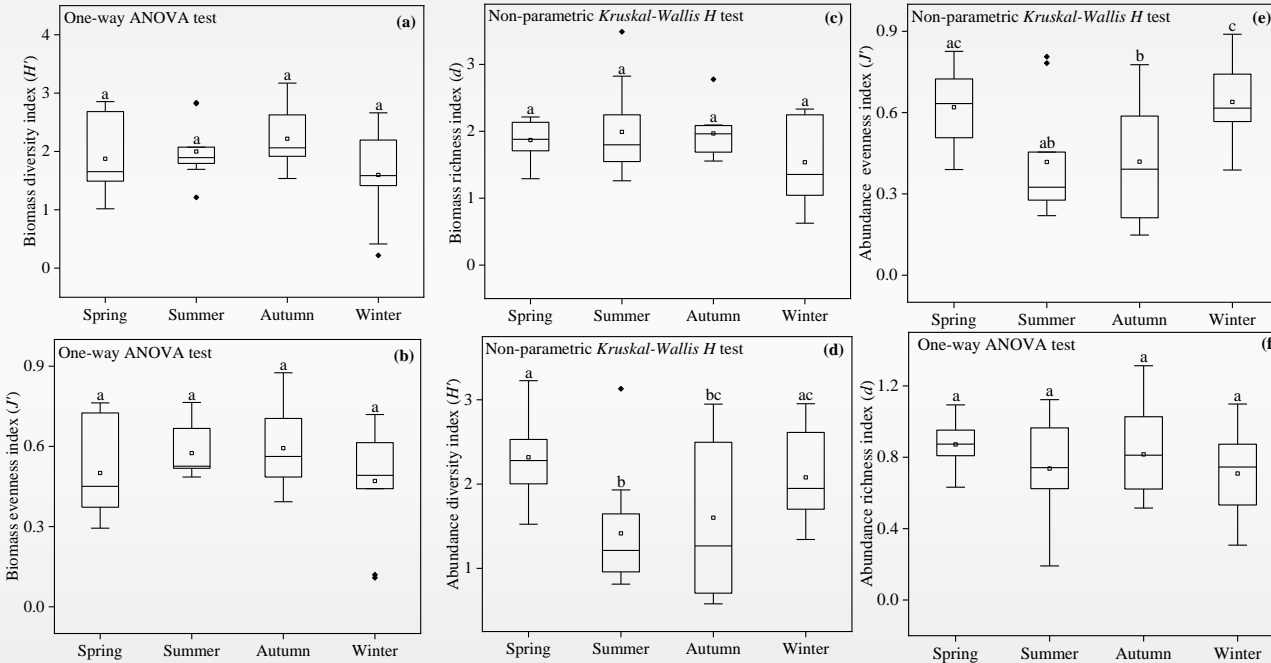 One-way ANOVA test
(a)
Biomass diversity index (H')
4
3
2
1
0
a
a
a
a
Spring
Summer
Autumn
Winter
Non-parametric Kruskal-Wallis H test
(c)
Biomass richness index (d)
3
2
1
0
a
a
a
a
Spring
Summer
Autumn
Winter
Non-parametric Kruskal-Wallis H test
(e)
Abundance evenness index (J')
0.9
0.6
0.3
0.0
ac
ab
b
c
Spring
Summer
Autumn
Winter
One-way ANOVA test
(b)
Biomass evenness index (J')
0.9
0.6
0.3
0.0
a
a
a
a
Spring
Summer
Autumn
Winter
Non-parametric Kruskal-Wallis H test
(d)
Abundance diversity index (H')
3
2
1
a
b
bc
ac
Spring
Summer
Autumn
Winter
One-way ANOVA test
(f
Abundance richness index (d)
1.2
0.8
0.4
0.0
a
a
a
a
Spring
Summer
Autumn
Winter